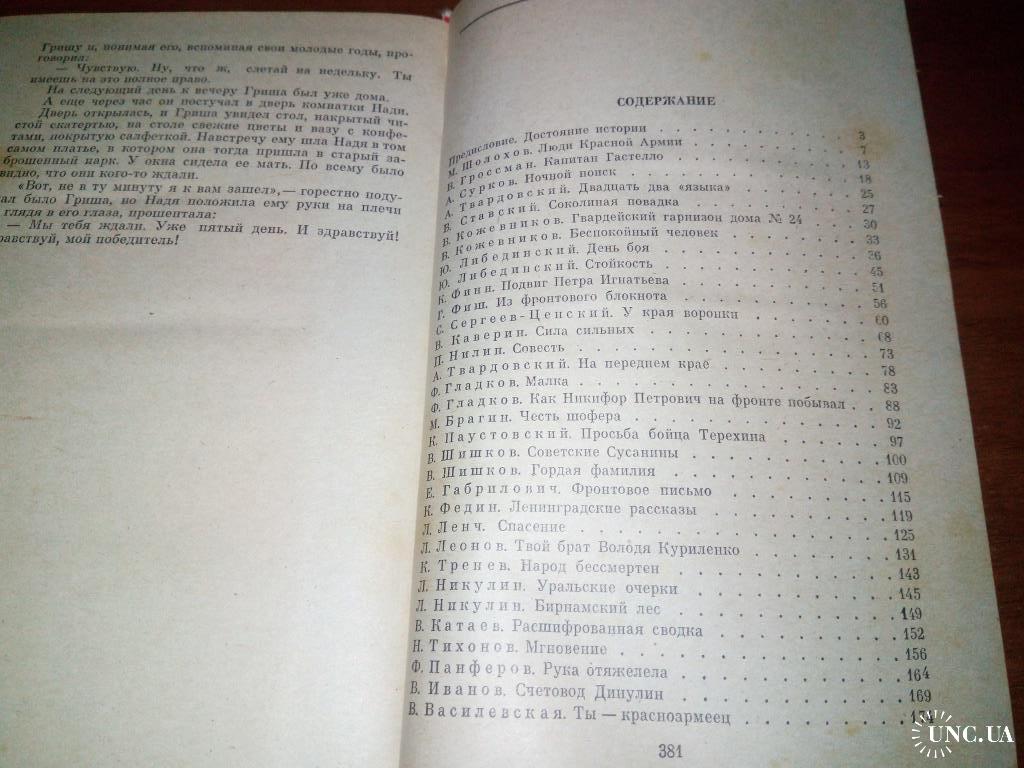 Гришу и, понимая его, вспоминая свои молодые годы, про-
говорил:
— Чувствую. Ну, что ж, слетай на недельку. Ты
имеешь на это полное право.
На следующий день к вечеру Гриша был уже дома.
А еще через час он постучал в дверь комнатки Нади.
Дверь открылась, и Гриша увидел стол, накрытый чи-
стой скатертью, на столе свежие цветы и вазу с конфе-
тами, покрытую салфеткой. Навстречу ему шла Надя в том
самом платье, в котором она тогда пришла в старый за-
брошенный парк. У окна сидела ее мать. По всему было
видно, что они кого-то ждали.
«Вот, не в ту минуту я к вам зашел»,— горестно поду-
ал было Гриша, но Надя положила ему руки на плечи
глядя в его глаза, прошептала:
— Мы тебя ждали. Уже пятый день. И здравствуй!
равствуй, мой победитель!
СОДЕРЖАНИЕ
Предисловие. Достояние истории . . . . . . . . . 3
М. Шолохов. Люди Красной Армии . . . . . . . . . 7
В. Гроссман. Капитан Гастелло . . . . . . . . . 13
А. Сурков. Ночной поиск . . . . . . . . . 18
А. Твардовский. Двадцать два «языка» . . . . . . . . . 25
В. Ставский. Соколиная повадка . . . . . . . . . 27
В. Кожевников. Гвардейский гарнизон дома № 24 . . . . 30
В. Кожевников. Беспокойный человек . . . . . . . . 33
Ю. Либединский. День боя . . . . . . . . . 36
Ю. Либединский. Стойкость . . . . . . . . . 45
К. Финн. Подвиг Петра Игнатьева . . . . . . . . . 51
Г. Фиш. Из фронтового блокнота . . . . . . . . . 56
С. Сергеев-Ценский. У края воронки . . . . . . . . 60
В. Каверин. Сила сильных . . . . . . . . . 68
П. Нилин. Совесть . . . . . . . . . 73
А. Твардовский. На переднем крае . . . . . . . . . 78
Ф. Гладков. Малка . . . . . . . . . 83
Ф. Гладков. Как Никифор Петрович на фронте побывал . . 88
М. Брагин. Честь шофера . . . . . . . . . 92
К. Паустовский. Просьба бойца Терехина . . . . . . . 97
В. Шишков. Советские Сусанины . . . . . . . . . 100
В. Шишков. Гордая фамилия . . . . . . . . . 109
Е. Габрилович. Фронтовое письмо . . . . . . . . . 115
К. Федин. Ленинградские рассказы . . . . . . . . . 119
Л. Ленч. Спасение . . . . . . . . . 125
Л. Леонов. Твой брат Володя Куриленко . . . . . . . . 131
К. Тренев. Народ бессмертен . . . . . . . . . 143
Л. Никулин. Уральские очерки . . . . . . . . . 145
Л. Никулин. Бирнамский лес . . . . . . . . . 149
В. Катаев. Расшифрованная сводка . . . . . . . . . 152
Н. Тихонов. Мгновение . . . . . . . . . 156
Ф. Панферов. Рука отяжелела . . . . . . . . . 164
В. Иванов. Счетовод Динулин . . . . . . . . . 169
В. Василевская. Ты — красноармеец . . . . . . . . .
381
UNC.UA